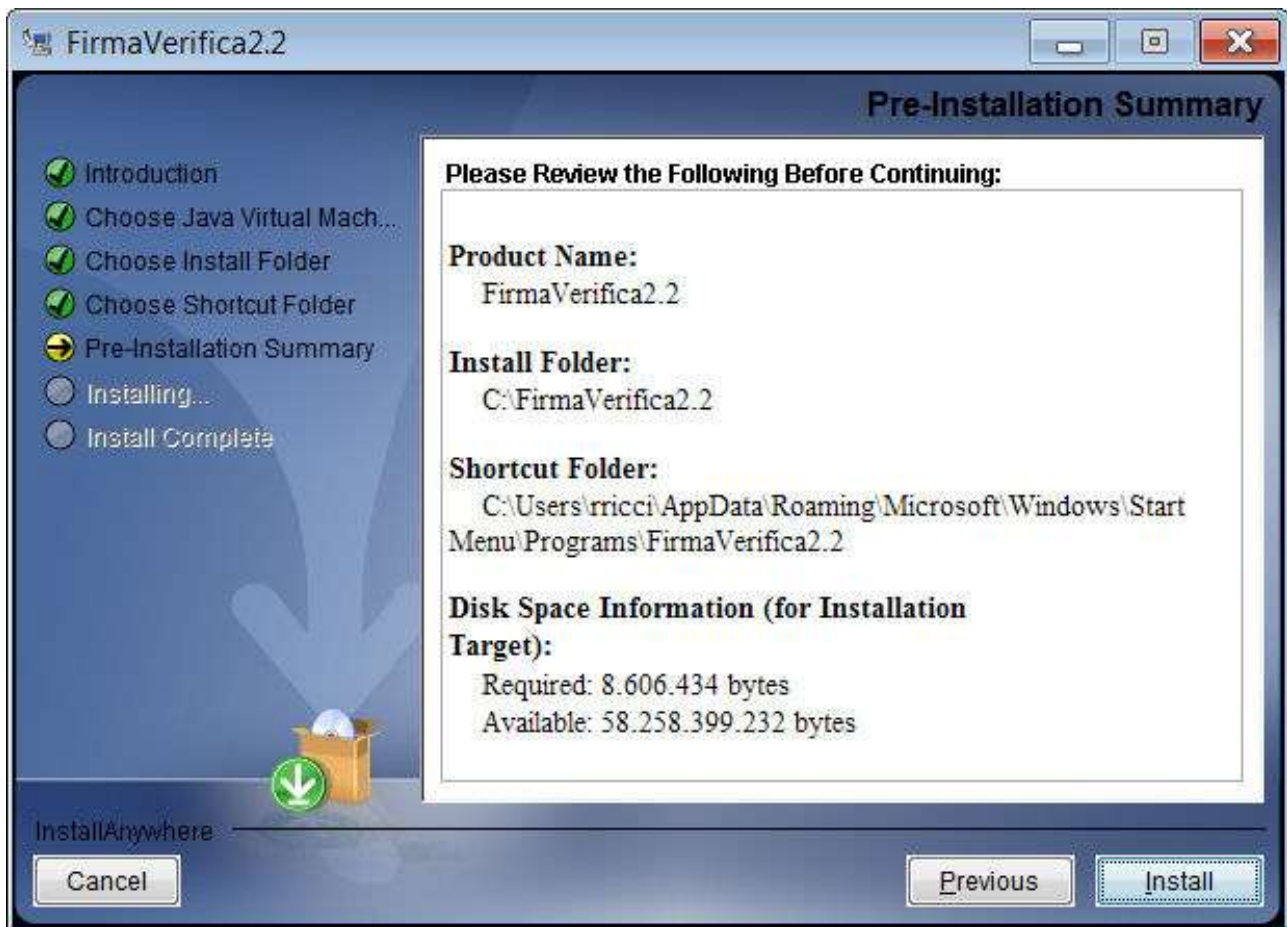 FirmaVerifica2.2
Pre-Installation Summary
Introduction
Choose Java Virtual Mach...
Choose Install Folder
Choose Shortcut Folder
Pre-Installation Summary
Installing...
Install Complete
Please Review the Following Before Continuing:
Product Name:
FirmaVerifica2.2
Install Folder:
C:\FirmaVerifica2.2
Shortcut Folder:
C:\Users\rricci\AppData\Roaming\Microsoft\Windows\Start
Menu\Programs\FirmaVerifica2.2
Disk Space Information (for Installation
Target):
Required: 8.606.434 bytes
Available: 58.258.399.232 bytes
InstallAnywhere
Cancel
Previous
Install